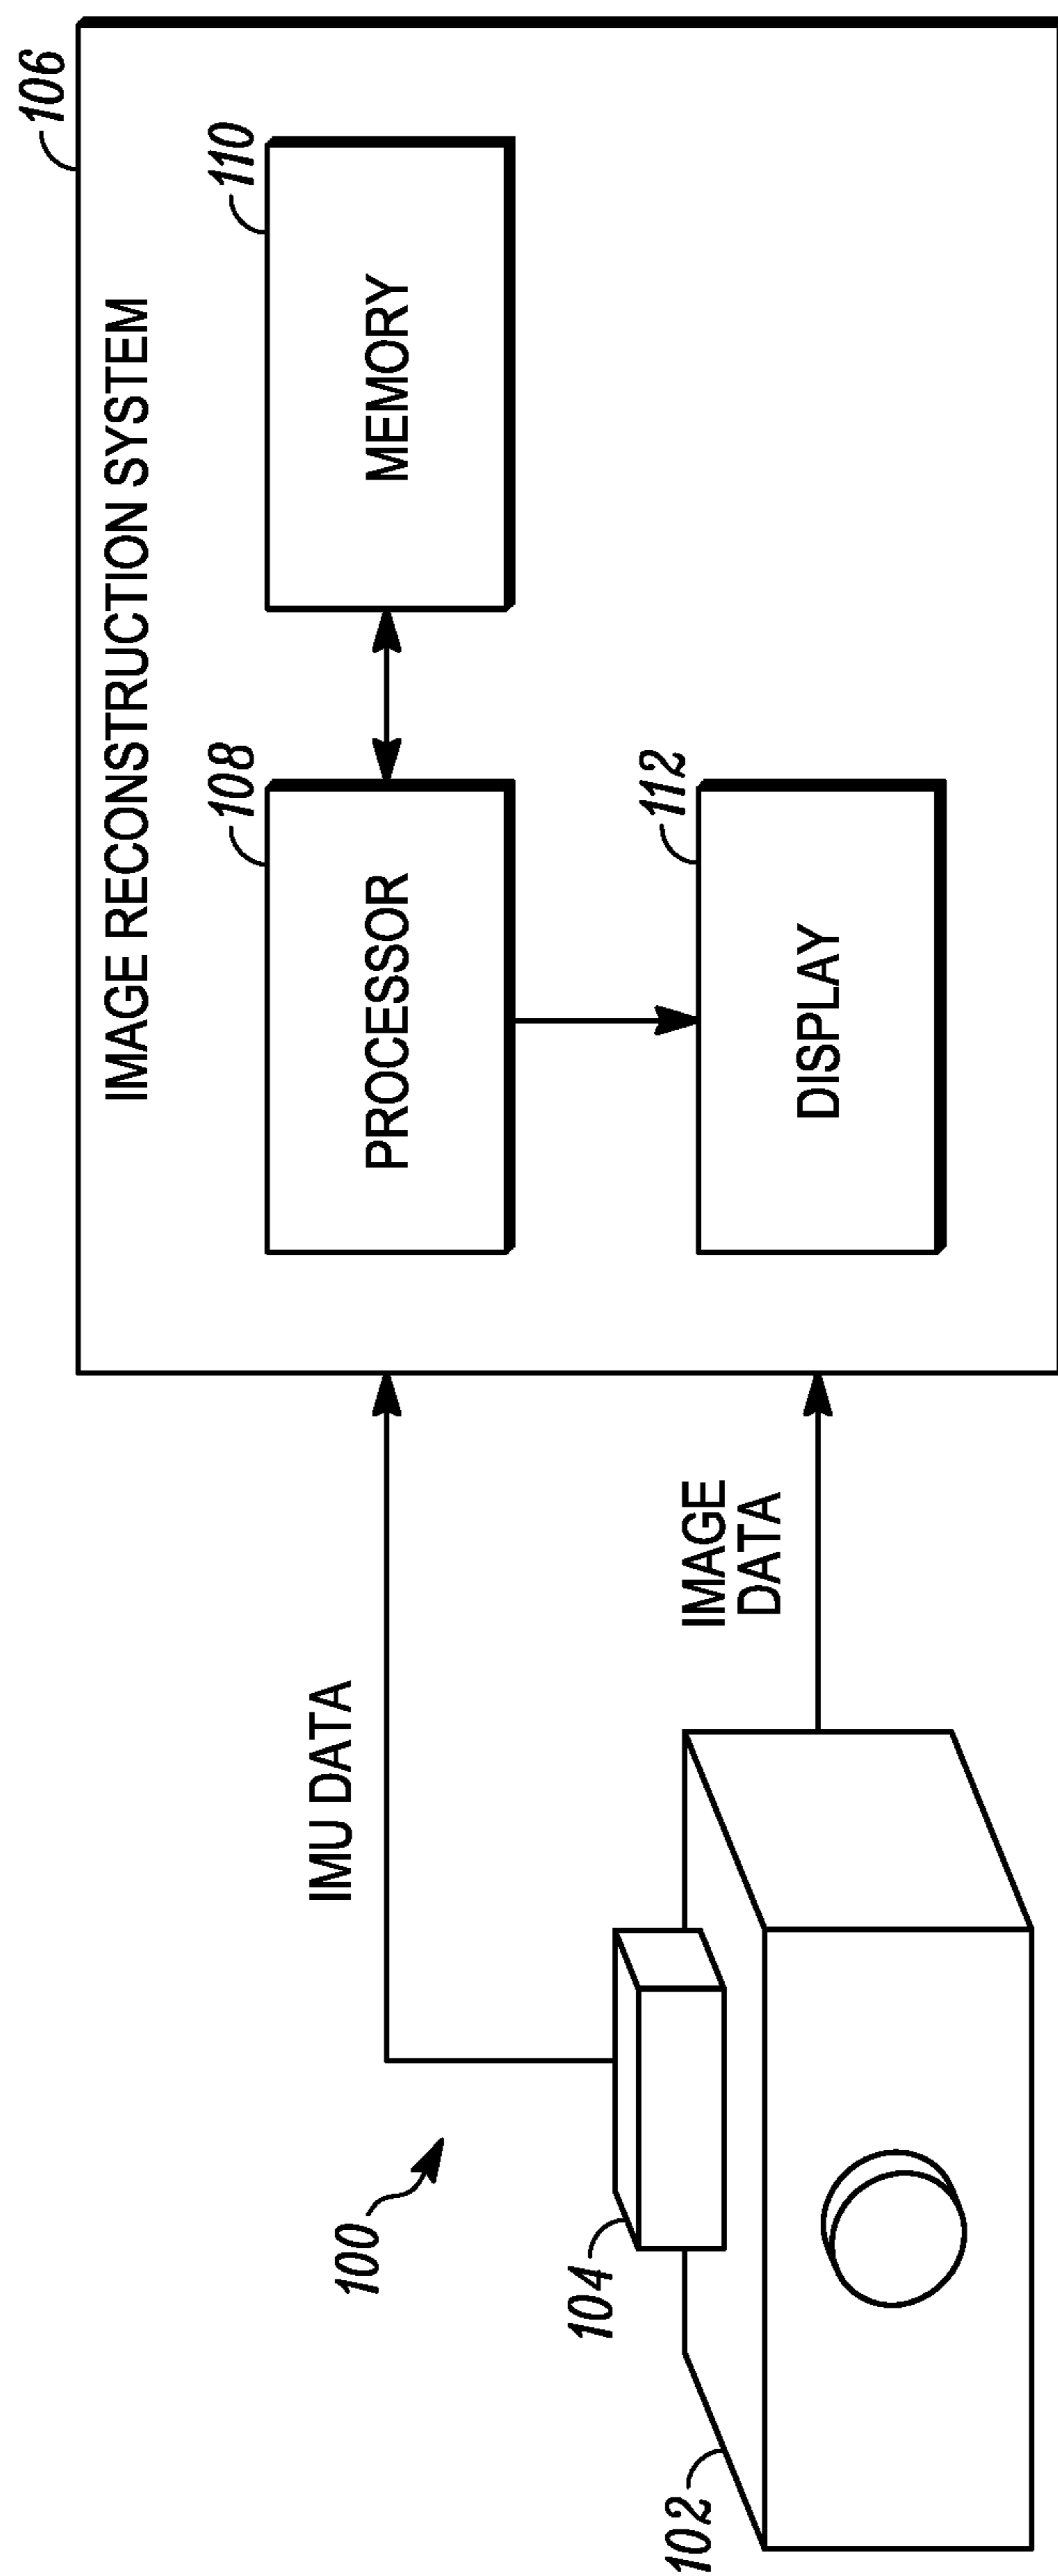 106
IMAGE RECONSTRUCTION SYSTEM
108
110
PROCESSOR
MEMORY
112
DISPLAY
IMU DATA
IMAGE
DATA
100
104
102